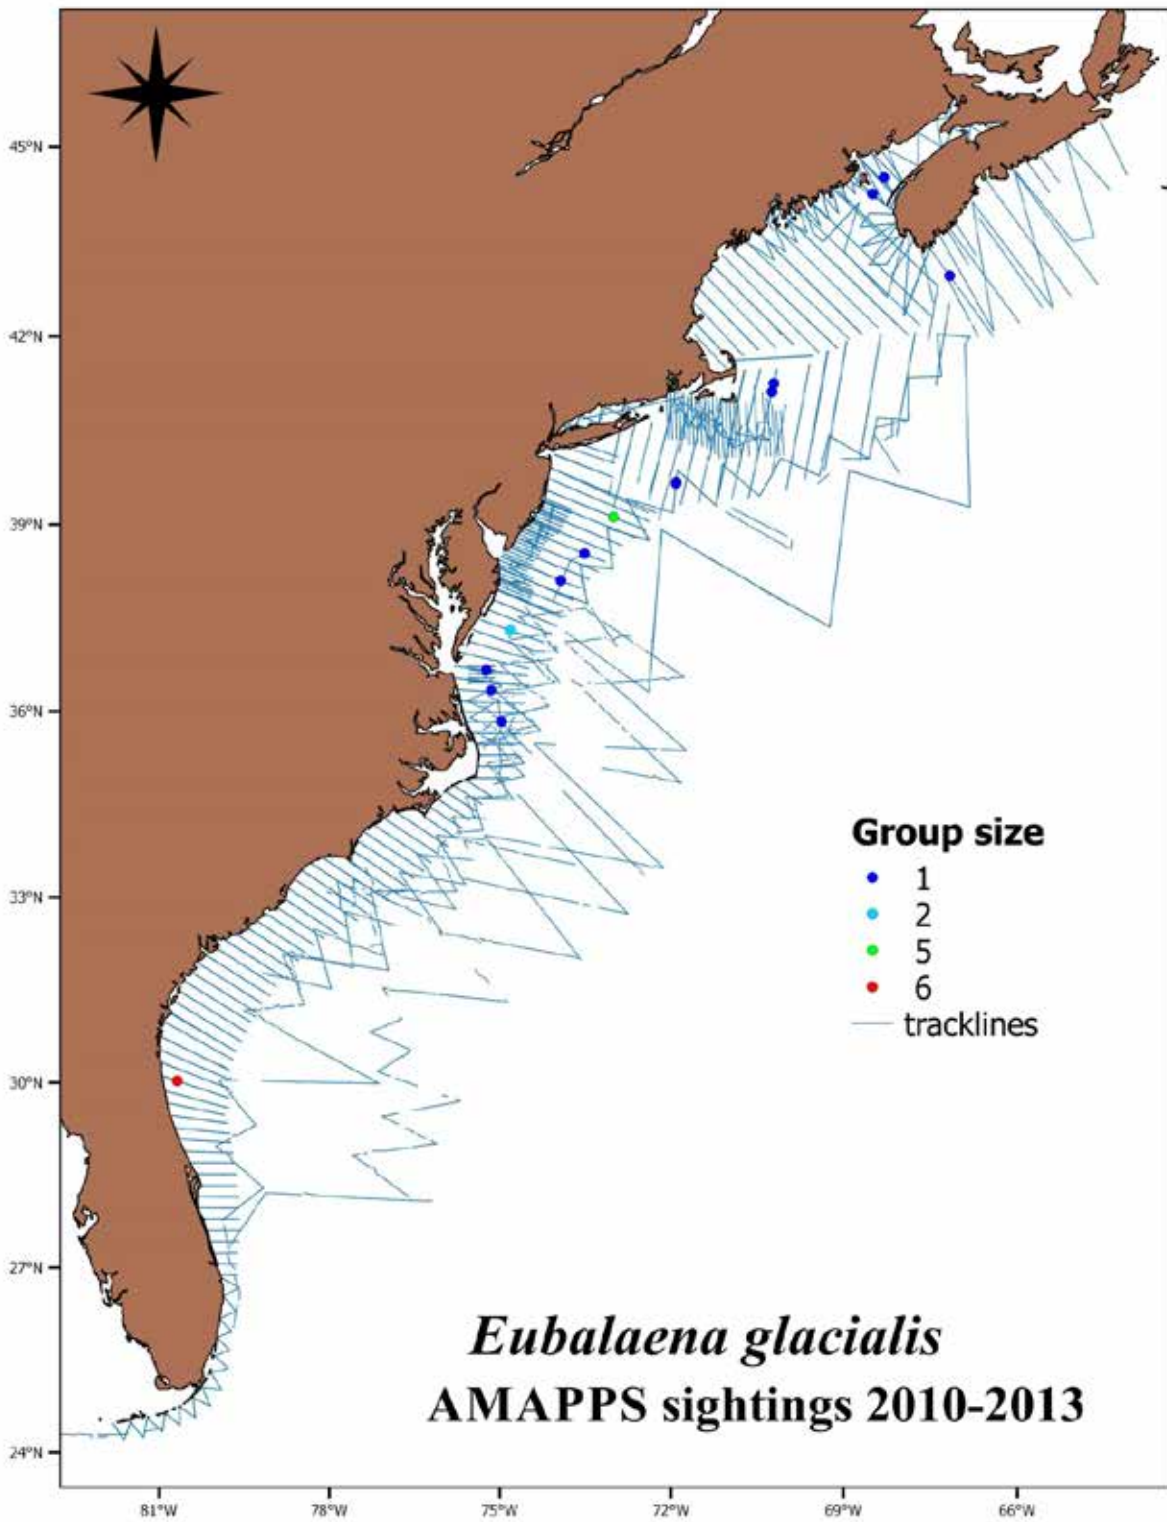 45°N
42°N
39°N
36°N
33°N
30°N
27°N
24°N
Group size
1
2
5
6
tracklines
Eubalaena glacialis
AMAPPS sightings 2010-2013
81°W
78°W
75°W
72°W
69°W
66°W